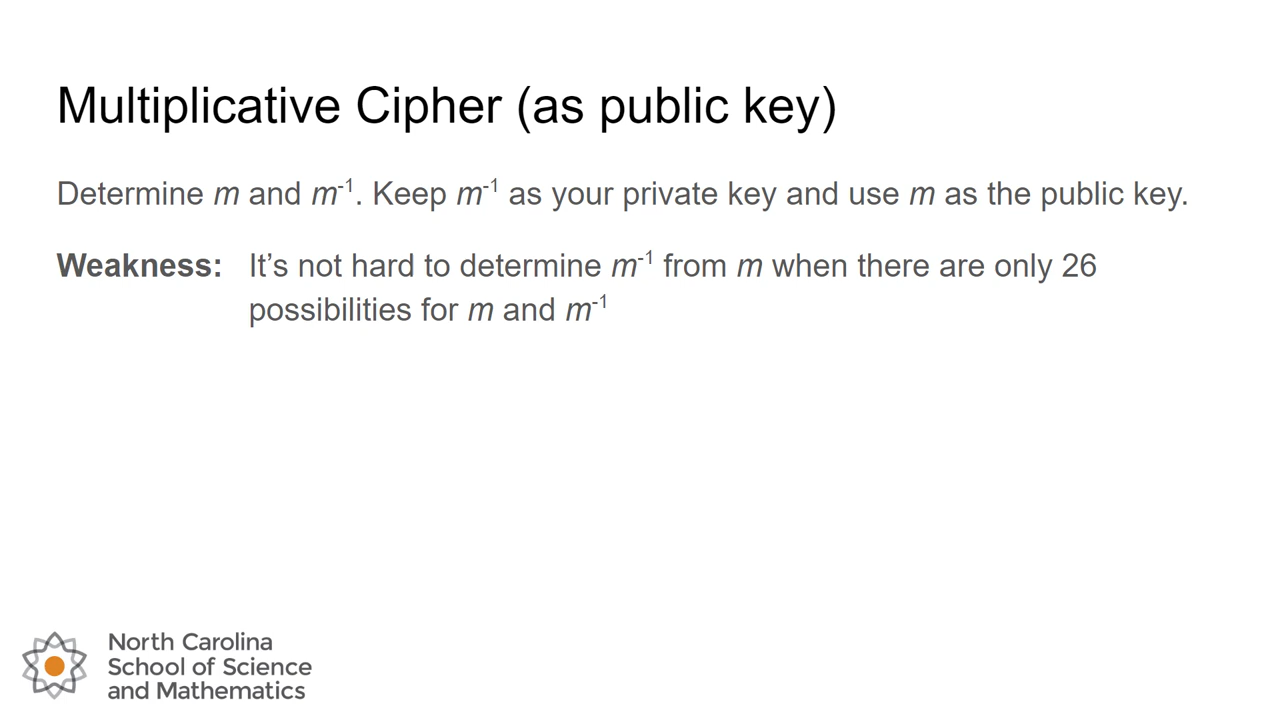 Multiplicative Cipher (as public key)
Determine m and m⁻¹. Keep m⁻¹ as your private key and use m as the public key.
Weakness: It’s not hard to determine m⁻¹ from m when there are only 26
possibilities for m and m⁻¹
North Carolina
School of Science
and Mathematics